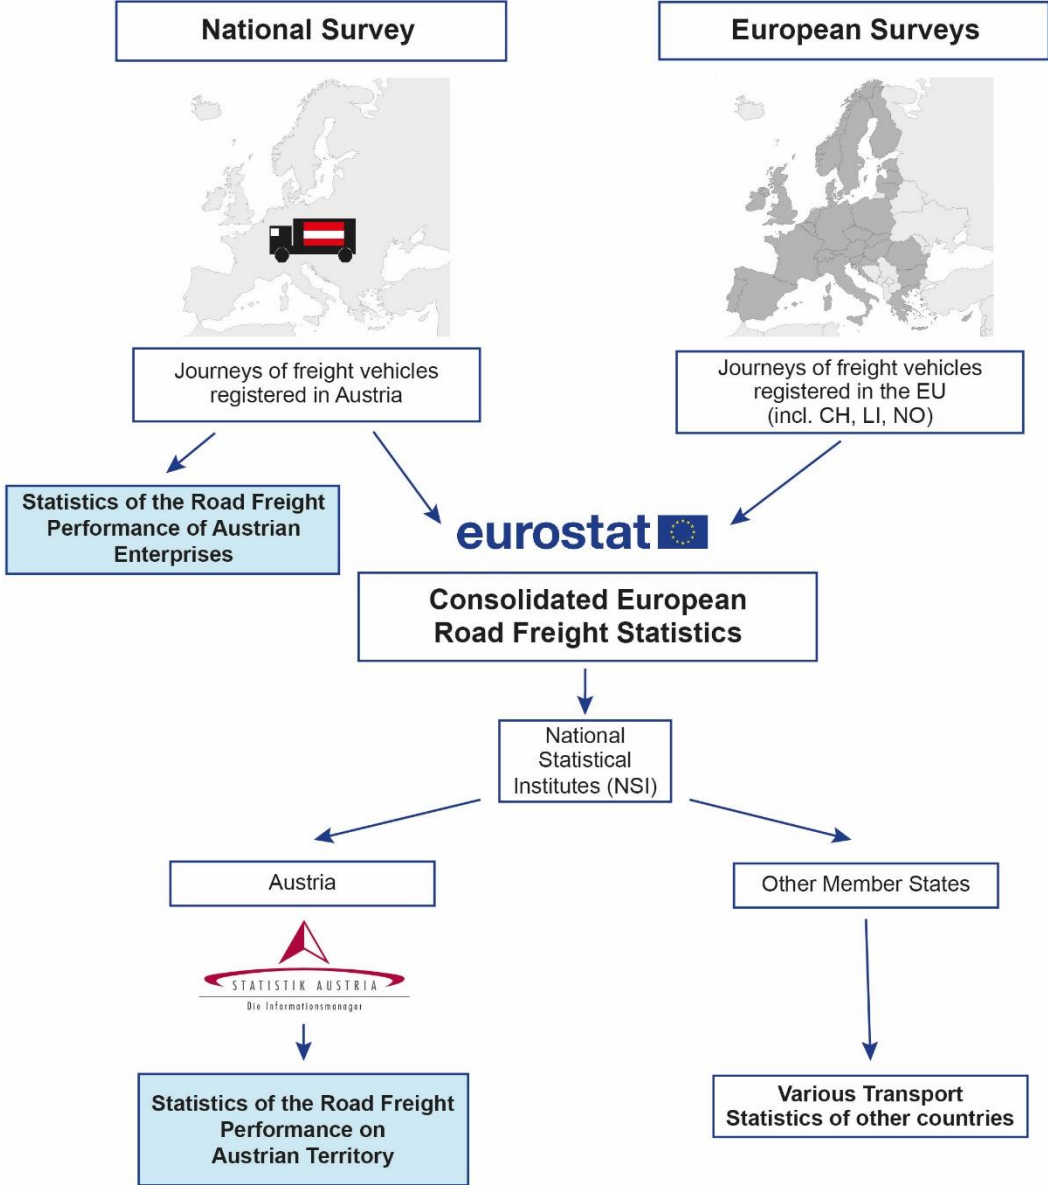 National Survey
European Surveys
Journeys of freight vehicles
registered in Austria
Journeys of freight vehicles
registered in the EU
(incl. CH, LI, NO)
Statistics of the Road Freight
Performance of Austrian
Enterprises
eurostat
Consolidated European
Road Freight Statistics
National
Statistical
Institutes (NSI)
Austria
Other Member States
STATISTIK AUSTRIA
Die Informationsmanager
Statistics of the Road Freight
Performance on
Austrian Territory
Various Transport
Statistics of other countries